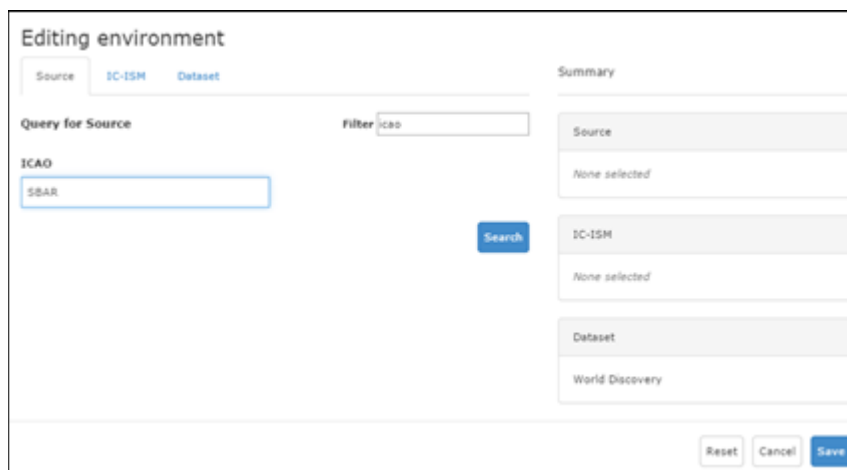 Editing environment
Source IC-ISM Dataset
Summary
Query for Source Filter icao
Source
ICAO
None selected
SBAR
Search
IC-ISM
None selected
Dataset
World Discovery
Reset Cancel Save